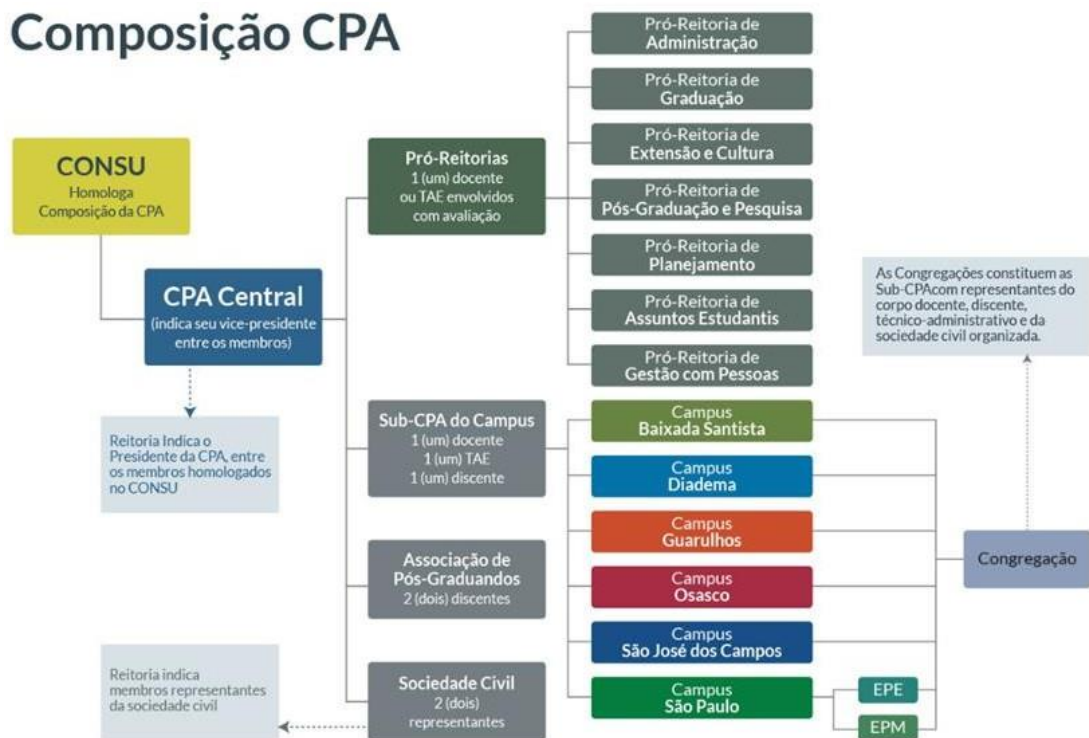 Composição CPA
CONSU
Homologa
Composição da CPA
CPA Central
(indica seu vice-presidente
entre os membros)
Reitoria Indica o
Presidente da CPA, entre
os membros homologados
no CONSU
Reitoria indica
membros representantes
da sociedade civil
Pró-Reitorias
1 (um) docente
ou TAE envolvidos
com avaliação
Sub-CPA do Campus
1 (um) docente
1 (um) TAE
1 (um) discente
Associação de
Pós-Graduandos
2 (dois) discentes
Sociedade Civil
2 (dois)
representantes
Pró-Reitoria de
Administração
Pró-Reitoria de
Graduação
Pró-Reitoria de
Extensão e Cultura
Pró-Reitoria de
Pós-Graduação e Pesquisa
Pró-Reitoria de
Planejamento
Pró-Reitoria de
Assuntos Estudantis
Pró-Reitoria de
Gestão com Pessoas
Campus
Baixada Santista
Campus
Diadema
Campus
Guarulhos
Campus
Osasco
Campus
São José dos Campos
Campus
São Paulo
EPE
EPM
As Congregações constituem as
Sub-CPAcom representantes do
corpo docente, discente,
técnico-administrativo e da
sociedade civil organizada.
Congregação